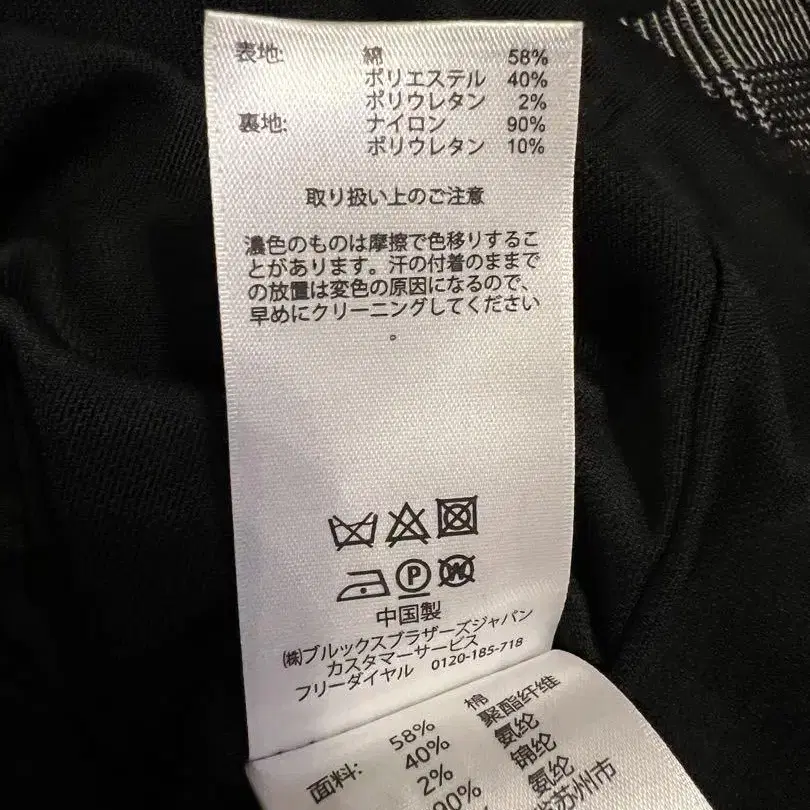 表地: 綿 58%
ポリエステル 40%
ポリウレタン 2%
裏地: ナイロン 90%
ポリウレタン 10%
取り扱い上のご注意
濃色のものは摩擦で色移りするこ
とがあります。汗の付着のままで
の放置は変色の原因になるので、
早めにクリーニングしてください
。
P W
中国製
㈱ブルックスブラザーズジャパン
カスタマーサービス
フリーダイヤル 0120-185-718
面料: 58% 棉
40% 聚酯纤维
2% 氨纶
锦纶
氨纶
苏州市